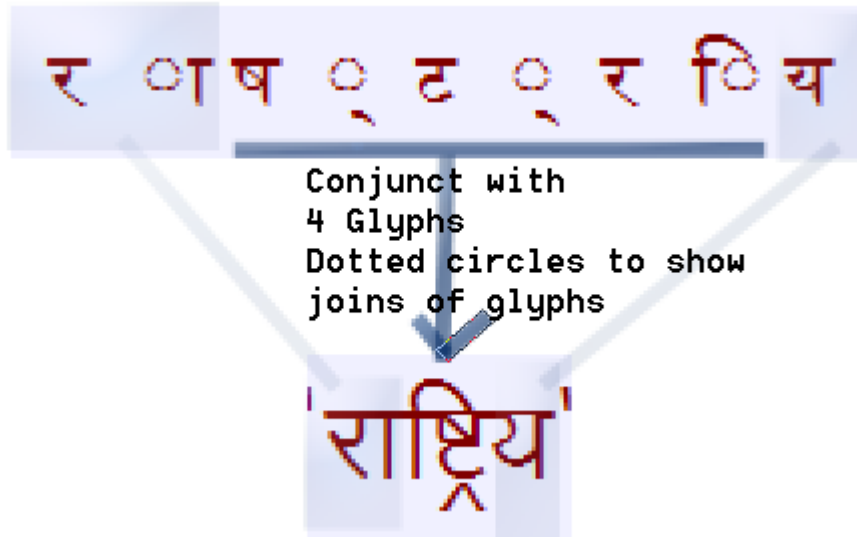 र ा ष ् ट ् र ि य
Conjunct with
4 Glyphs
Dotted circles to show
joins of glyphs
'राष्ट्रिय'